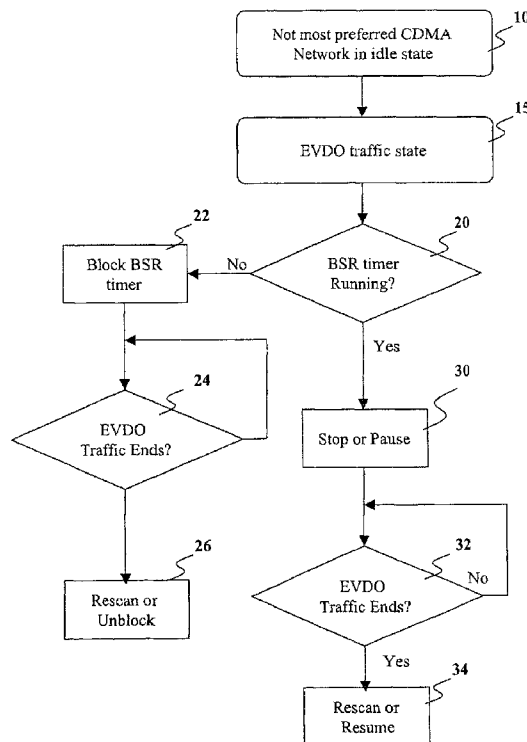 10
Not most preferred CDMA
Network in idle state
15
EVDO traffic state
22
20
Block BSR
timer
No
BSR timer
Running?
Yes
24
30
EVDO
Traffic Ends?
Stop or Pause
26
32
Rescan or
Unblock
EVDO
Traffic Ends?
No
Yes
34
Rescan or
Resume